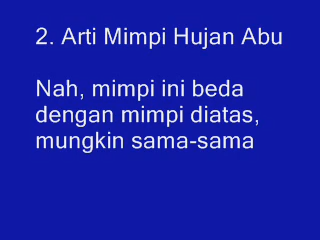 2. Arti Mimpi Hujan Abu
Nah, mimpi ini beda
dengan mimpi diatas,
mungkin sama-sama